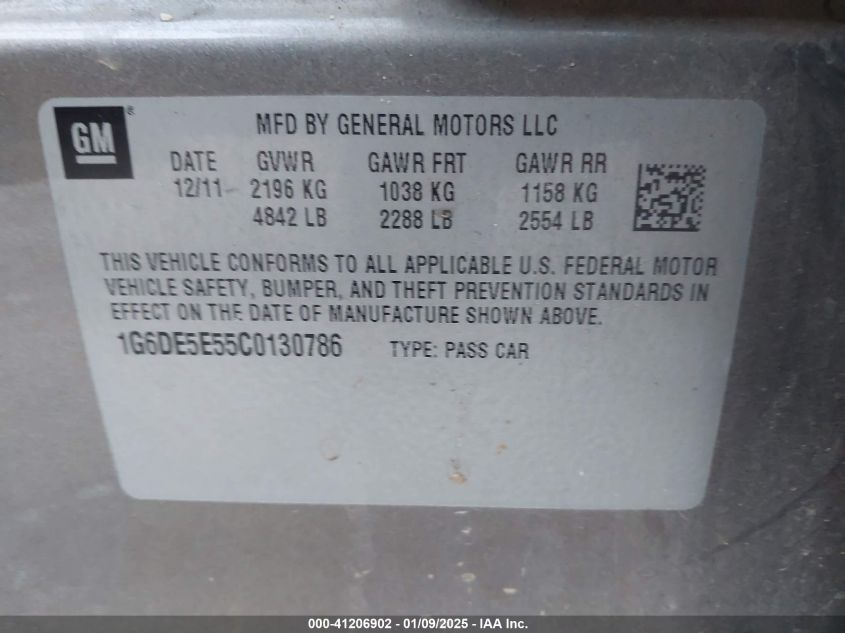 GM®
MFD BY GENERAL MOTORS LLC
DATE GVWR GAWR FRT GAWR RR
12/11 2196 KG 1038 KG 1158 KG
4842 LB 2288 LB 2554 LB
THIS VEHICLE CONFORMS TO ALL APPLICABLE U.S. FEDERAL MOTOR
VEHICLE SAFETY, BUMPER, AND THEFT PREVENTION STANDARDS IN
EFFECT ON THE DATE OF MANUFACTURE SHOWN ABOVE.
1G6DE5E55C0130786 TYPE: PASS CAR
000-41206902 - 01/09/2025 - IAA Inc.